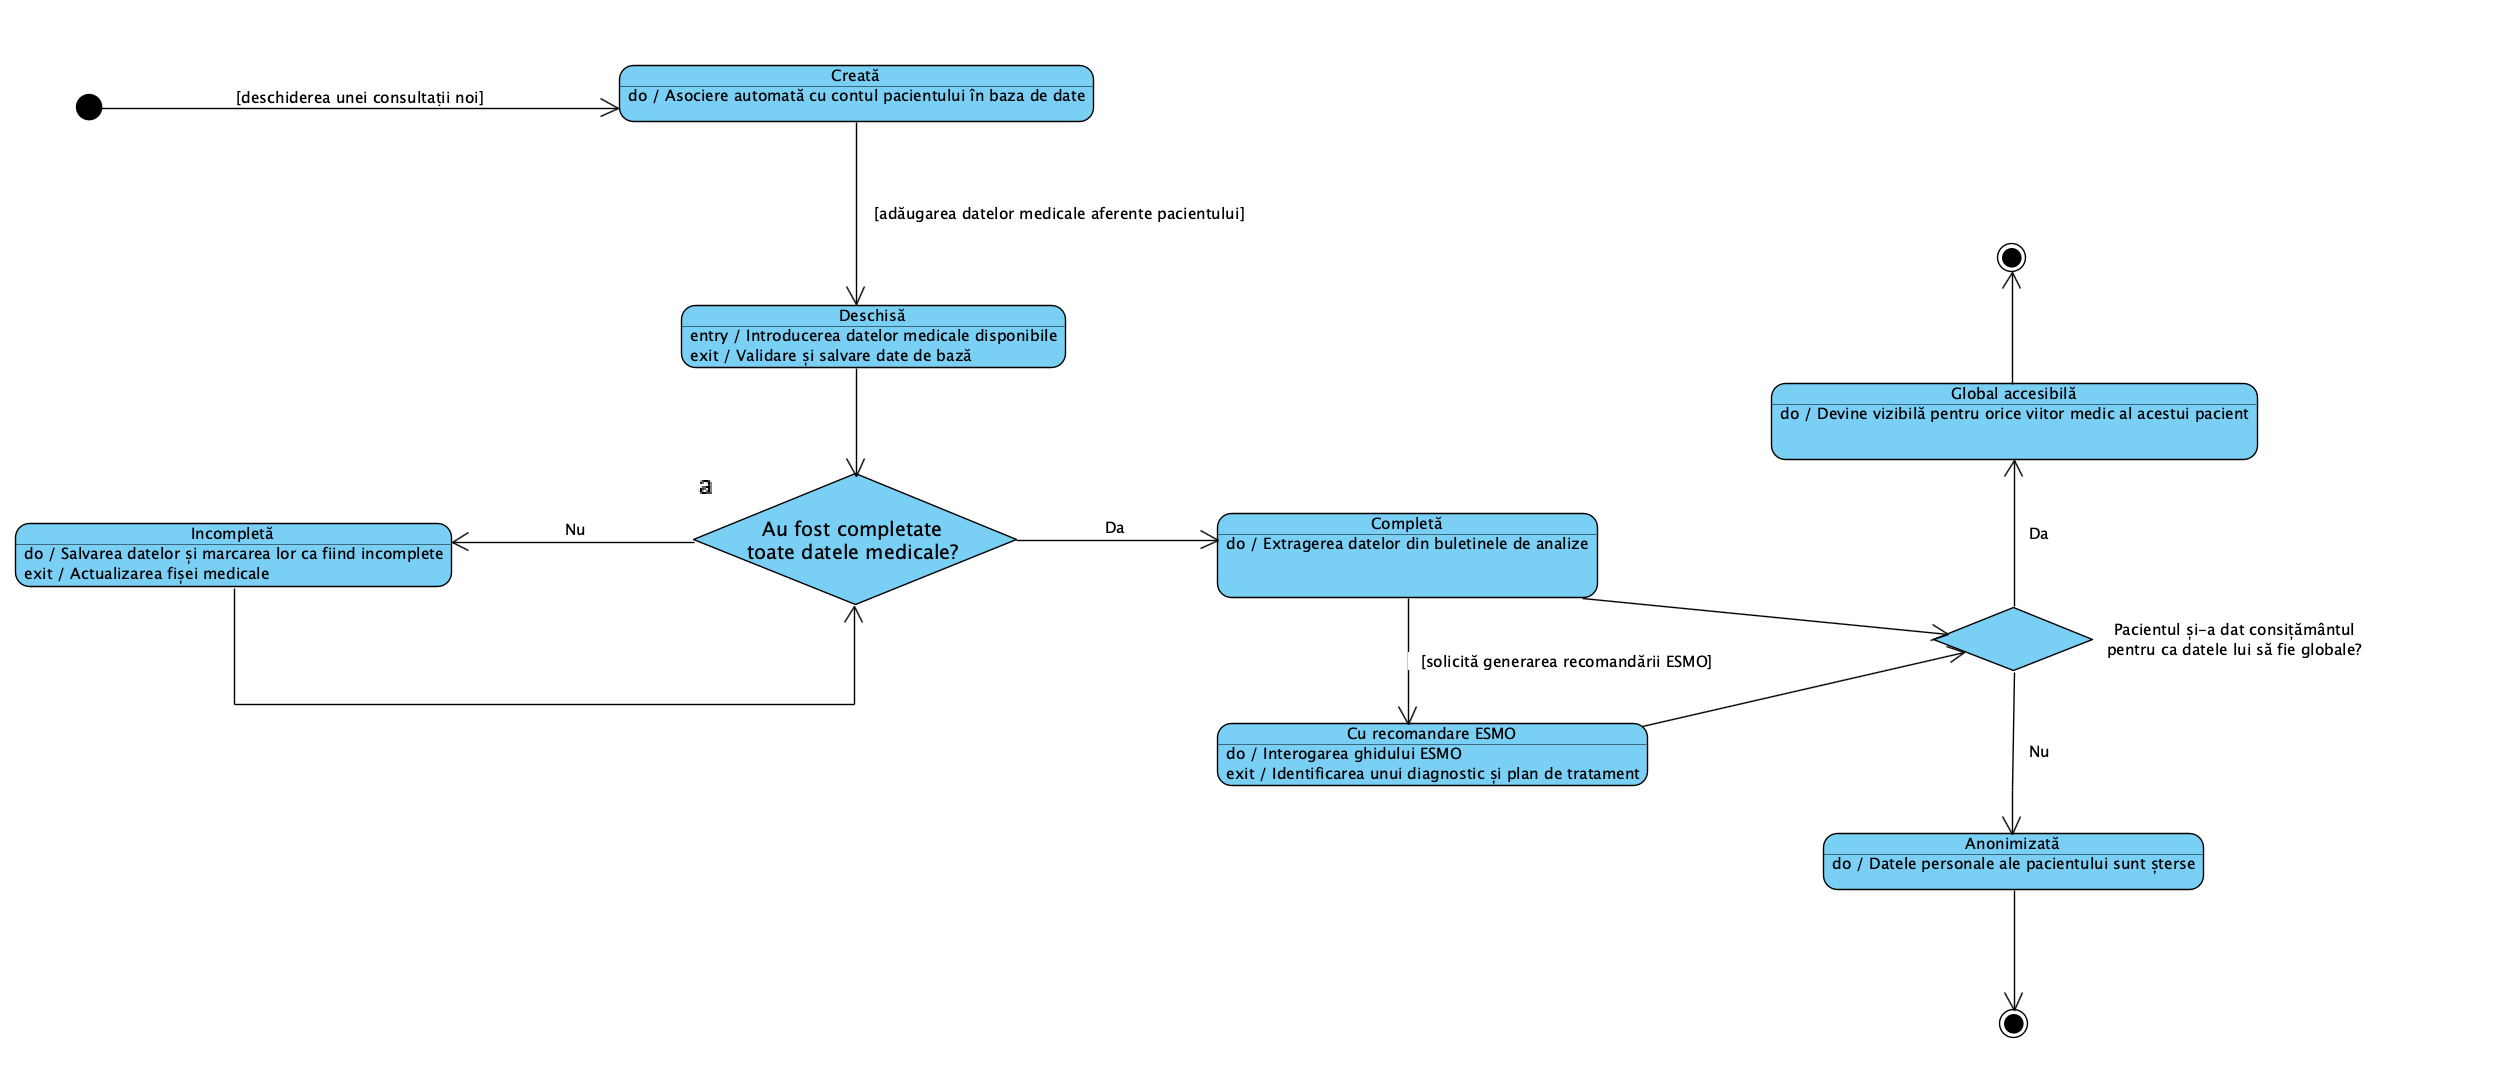 Creată
do / Asociere automată cu contul pacientului în baza de date
[deschiderea unei consultații noi]
[adăugarea datelor medicale aferente pacientului]
Deschisă
entry / Introducerea datelor medicale disponibile
exit / Validare și salvare date de bază
Global accesibilă
do / Devine vizibilă pentru orice viitor medic al acestui pacient
a
Au fost completate
toate datele medicale?
Nu
Da
Incompletă
do / Salvarea datelor și marcarea lor ca fiind incomplete
exit / Actualizarea fișei medicale
Completă
do / Extragerea datelor din buletinele de analize
Da
Pacientul și-a dat consițământul
pentru ca datele lui să fie globale?
[solicită generarea recomandării ESMO]
Cu recomandare ESMO
do / Interogarea ghidului ESMO
exit / Identificarea unui diagnostic și plan de tratament
Nu
Anonimizată
do / Datele personale ale pacientului sunt șterse